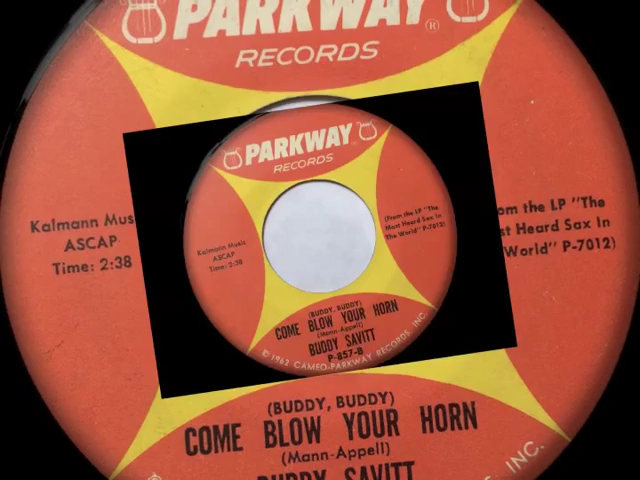 PARKWAY
®
RECORDS
Kalmann Music
ASCAP
Time: 2:38
(From the LP "The
Most Heard Sax In
The World" P-7012)
(BUDDY, BUDDY)
COME BLOW YOUR HORN
(Mann-Appell)
BUDDY SAVITT
P-857-B
© 1962 CAMEO-PARKWAY RECORDS, INC.
PARKWAY
RECORDS
Kalmann Mus
ASCAP
Time: 2:38
om the LP "The
st Heard Sax In
World" P-7012)
(BUDDY, BUDDY)
COME BLOW YOUR HORN
(Mann-Appell)
BUDDY SAVITT
INC.